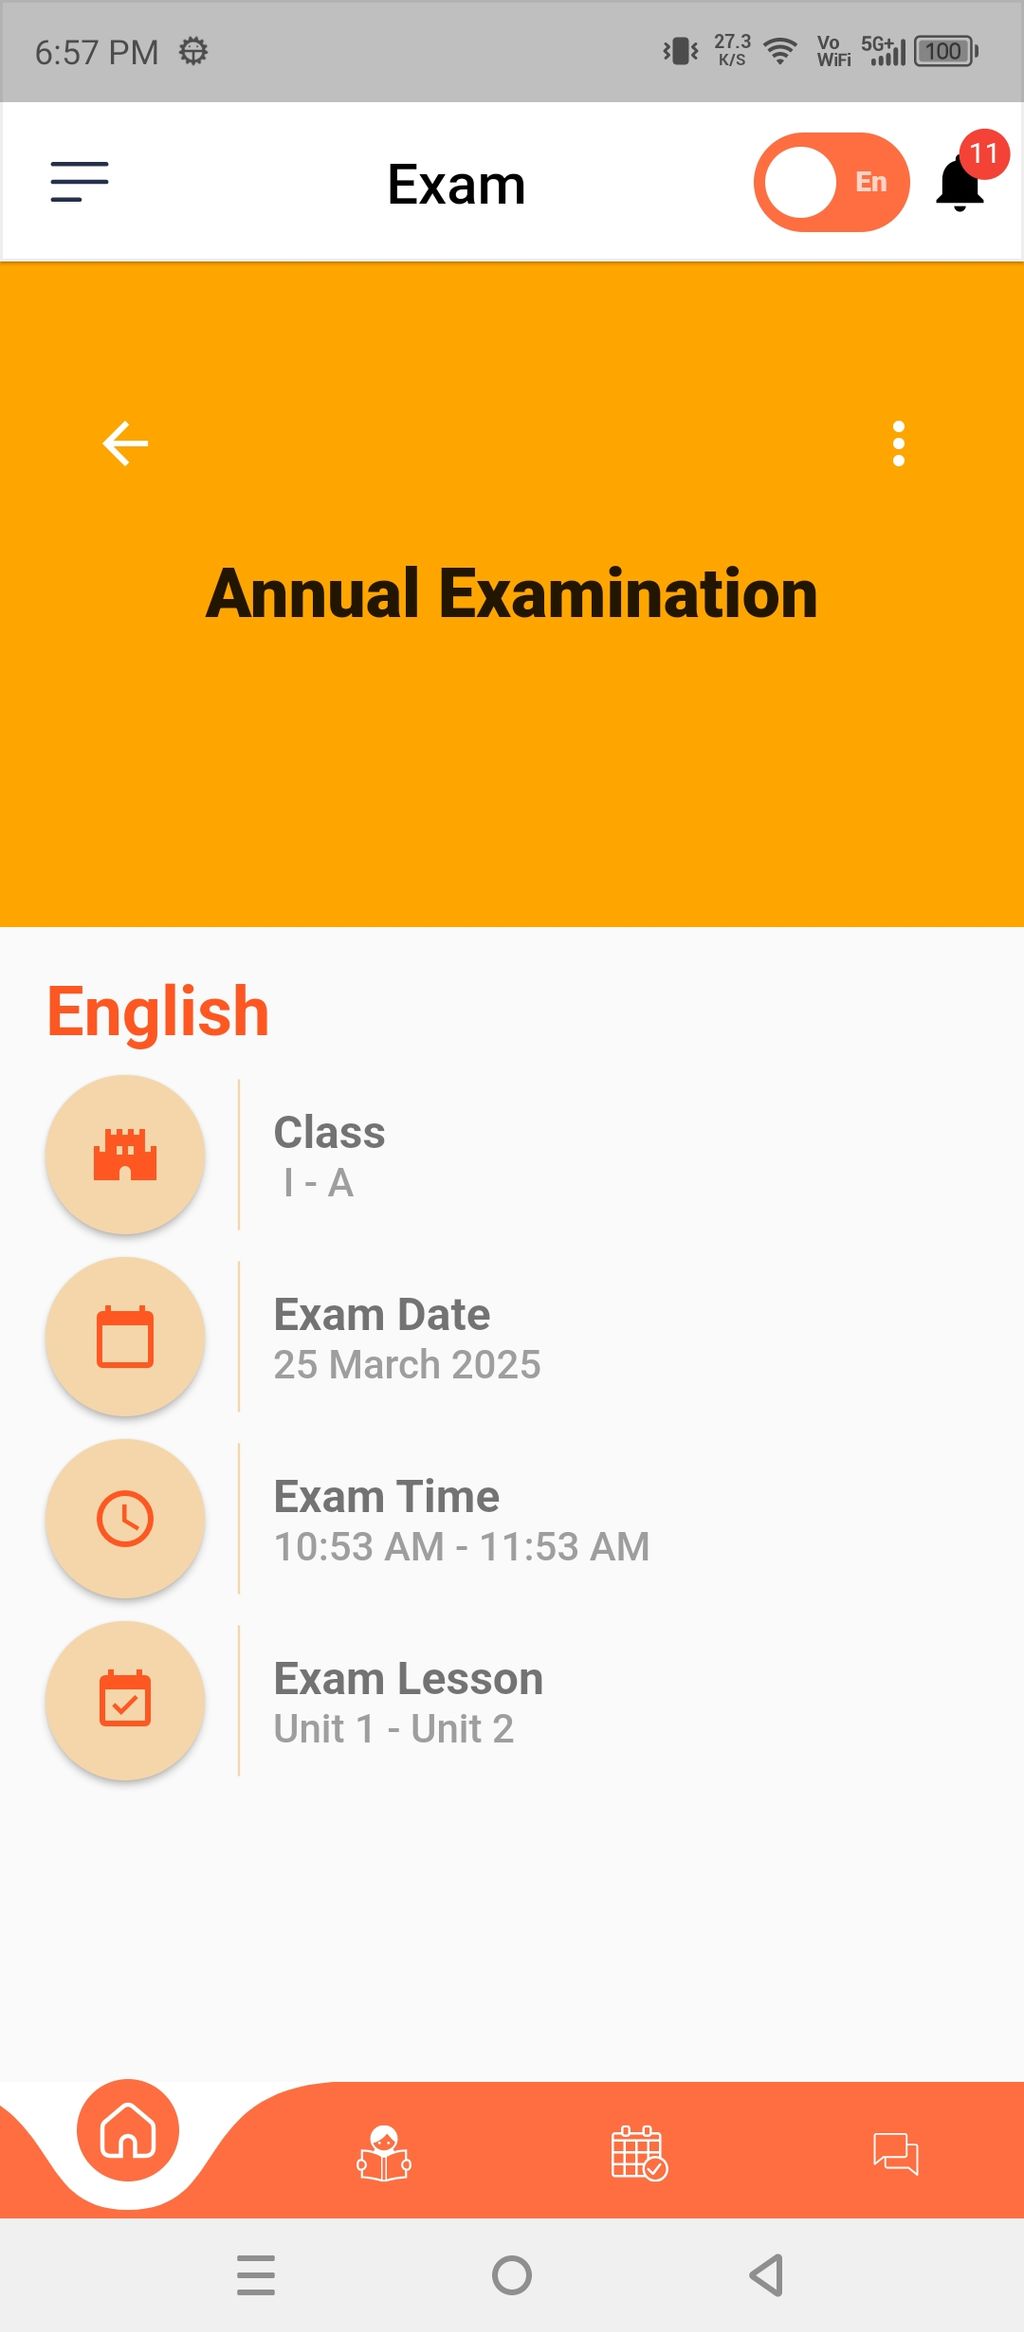 6:57 PM
27.3 K/S
Vo WiFi
5G+
100
Exam
En
11
Annual Examination
English
Class
I - A
Exam Date
25 March 2025
Exam Time
10:53 AM - 11:53 AM
Exam Lesson
Unit 1 - Unit 2